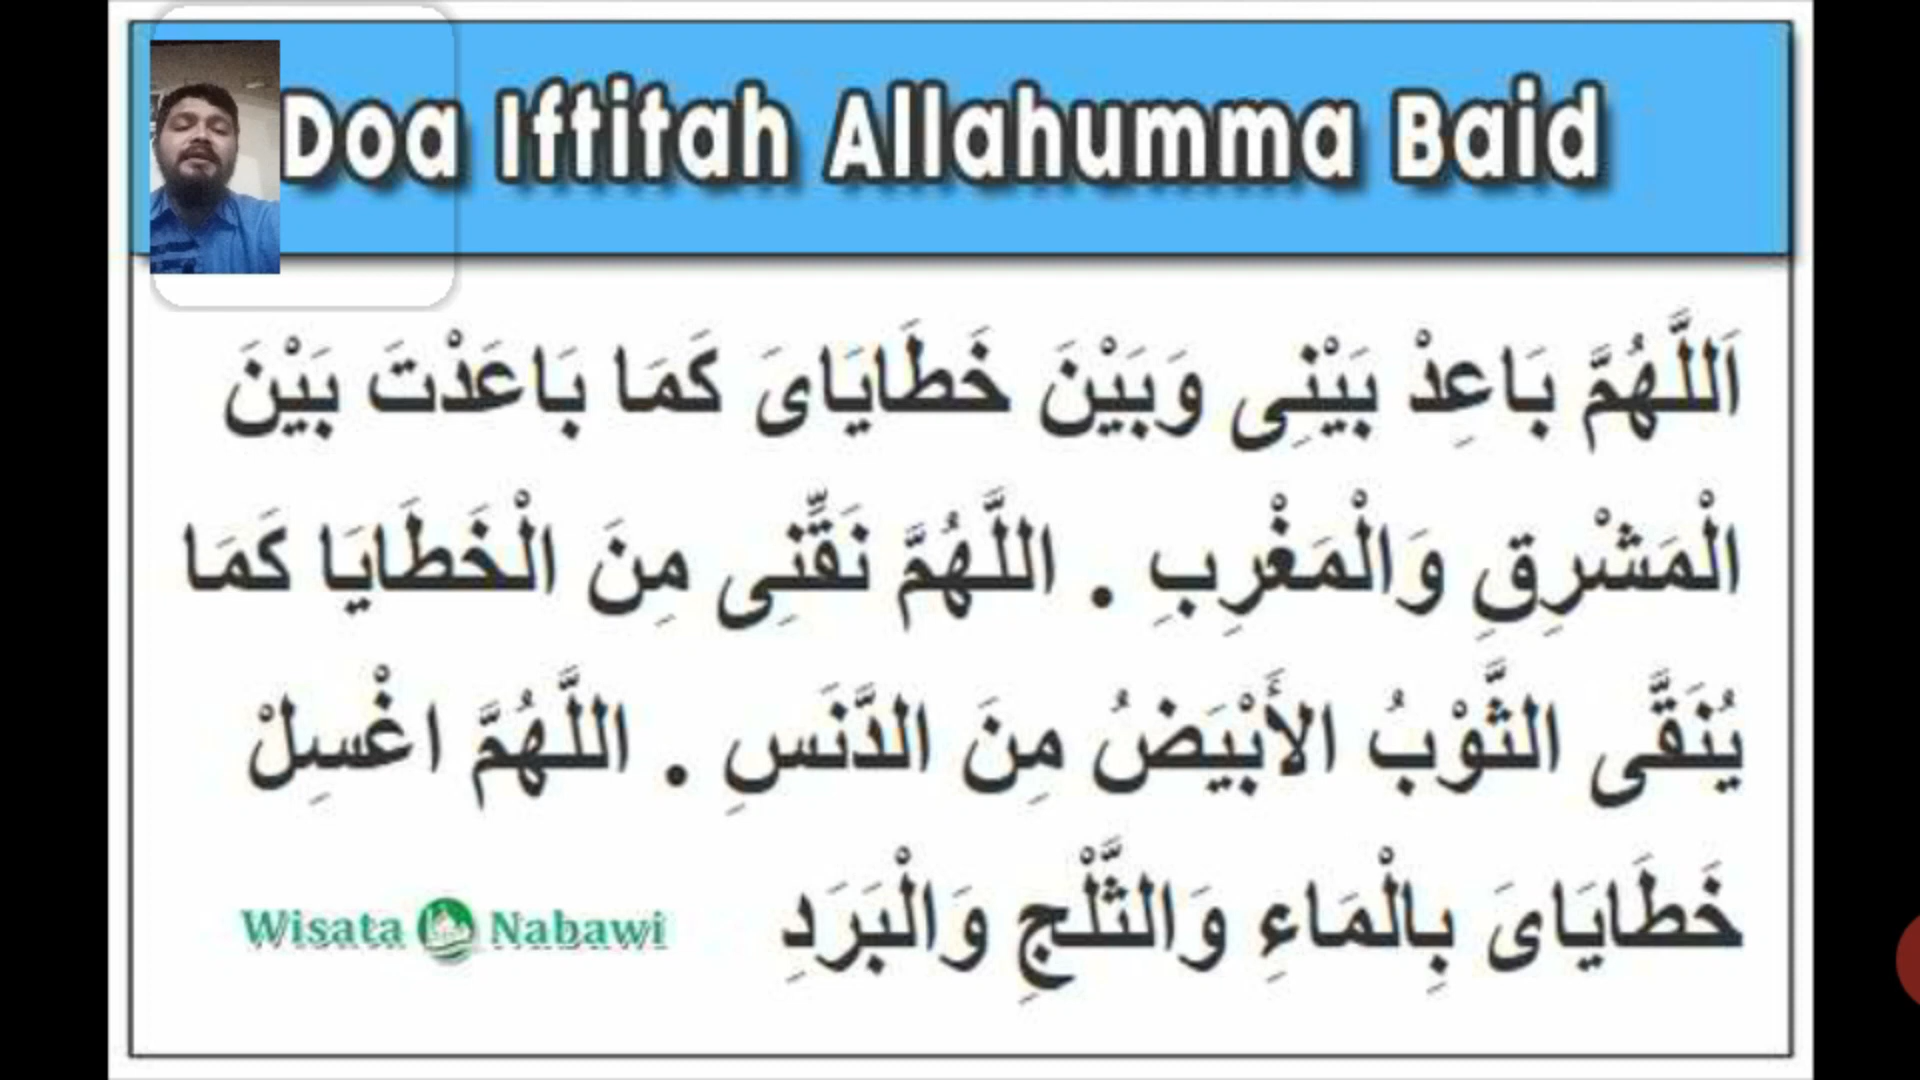 Doa Iftitah Allahumma Baid
اَللَّهُمَّ بَاعِدْ بَيْنِى وَبَيْنَ خَطَايَاىَ كَمَا بَاعَدْتَ بَيْنَ
الْمَشْرِقِ وَالْمَغْرِبِ . اللَّهُمَّ نَقِّنِى مِنَ الْخَطَايَا كَمَا
يُنَقَّى الثَّوْبُ الأَبْيَضُ مِنَ الدَّنَسِ . اللَّهُمَّ اغْسِلْ
خَطَايَاىَ بِالْمَاءِ وَالثَّلْجِ وَالْبَرَدِ
Wisata Nabawi